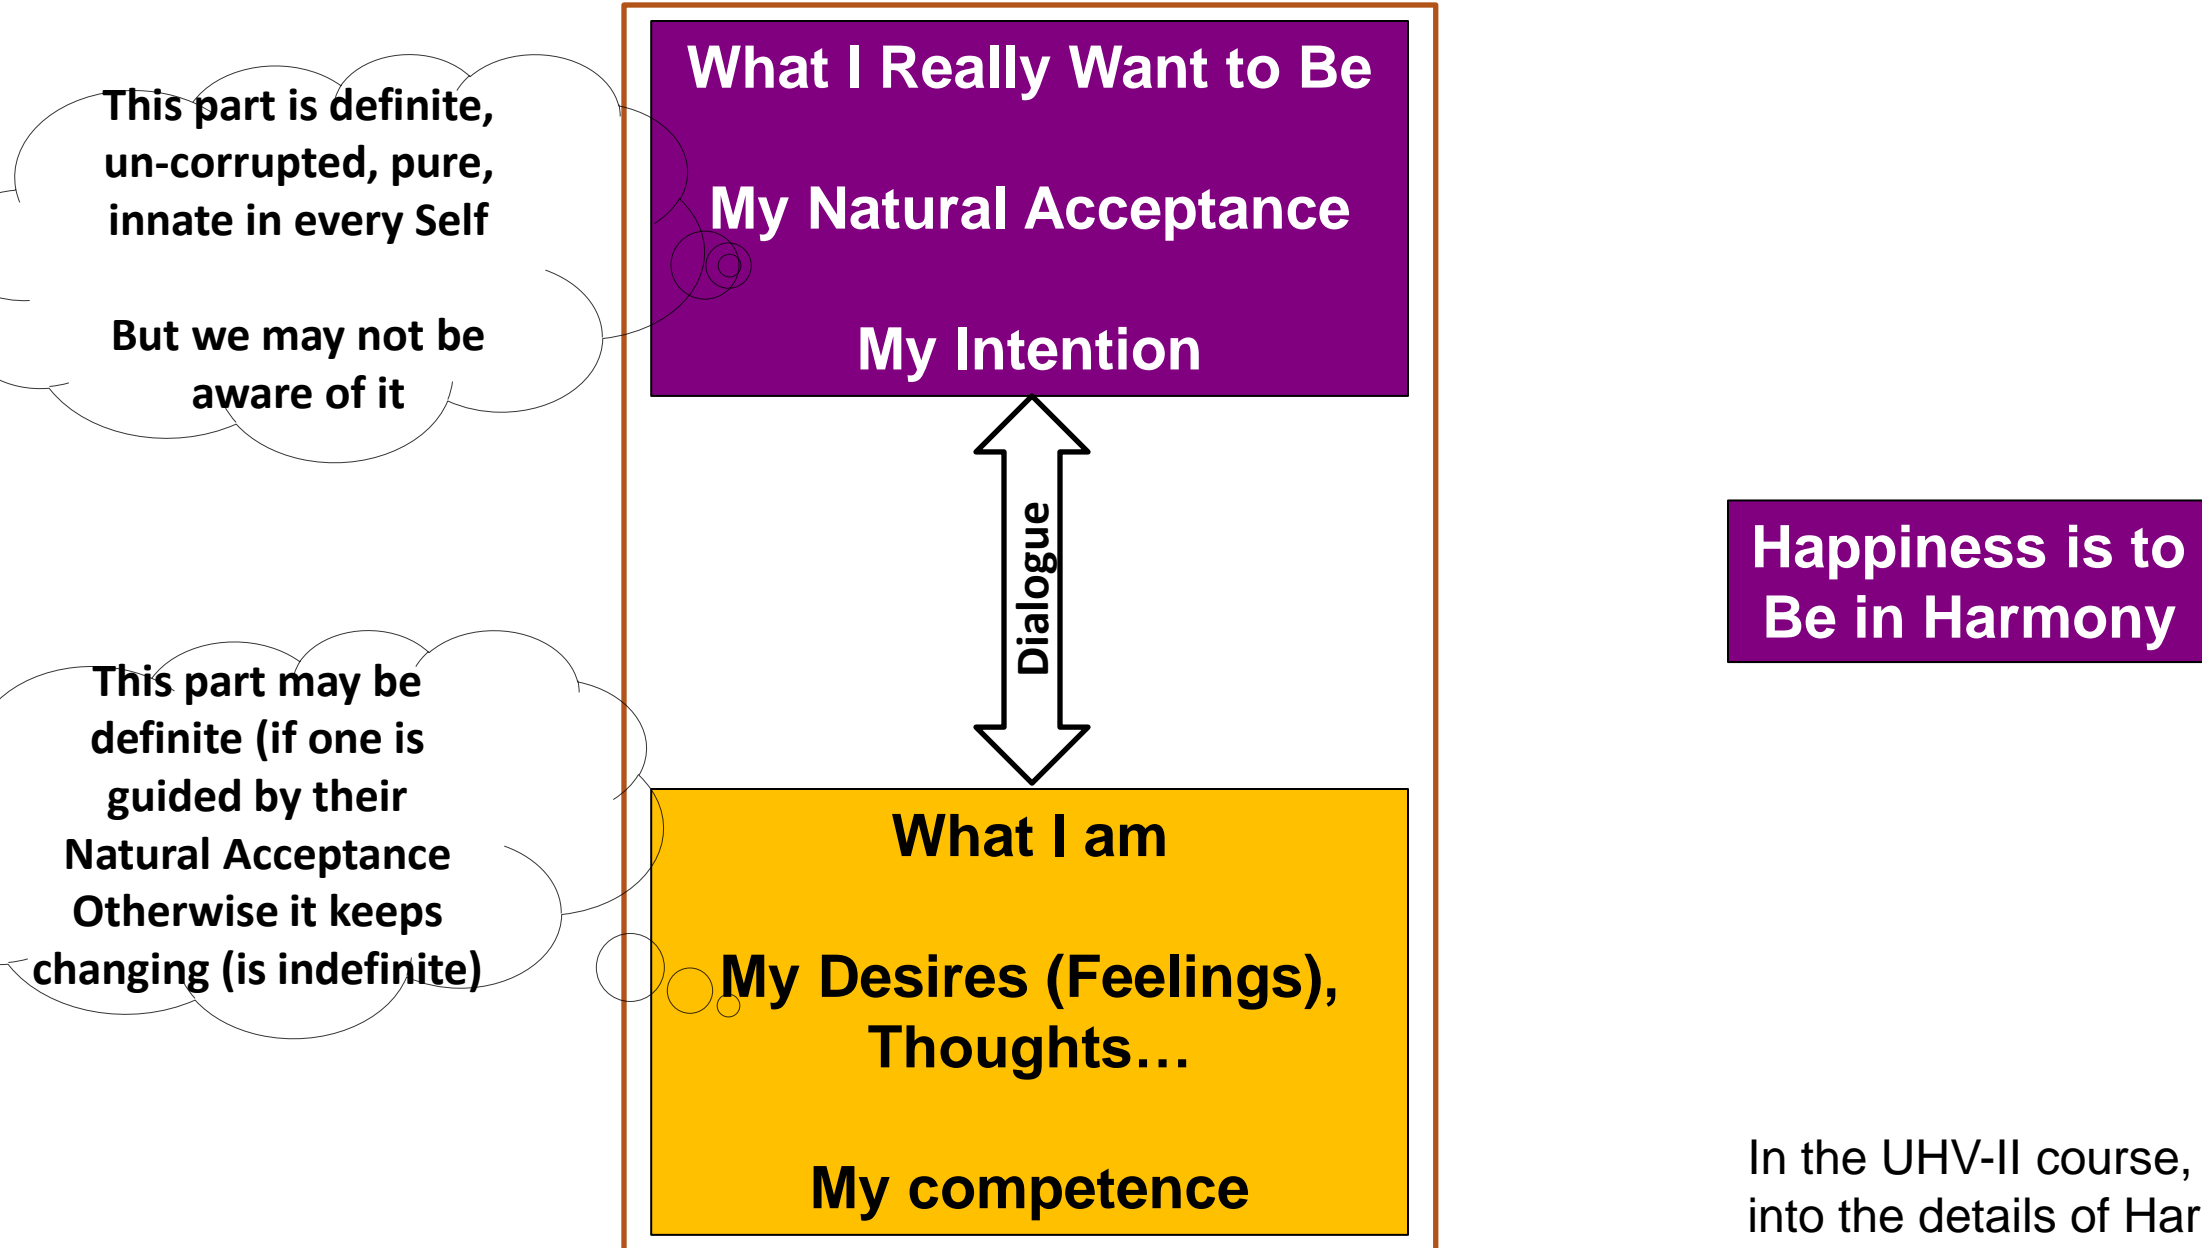 This part is definite,
un-corrupted, pure,
innate in every Self
But we may not be
aware of it
What I Really Want to Be
My Natural Acceptance
My Intention
Dialogue
Happiness is to
Be in Harmony
This part may be
definite (if one is
guided by their
Natural Acceptance
Otherwise it keeps
changing (is indefinite)
What I am
My Desires (Feelings),
Thoughts…
My competence
In the UHV-II course,
into the details of Har